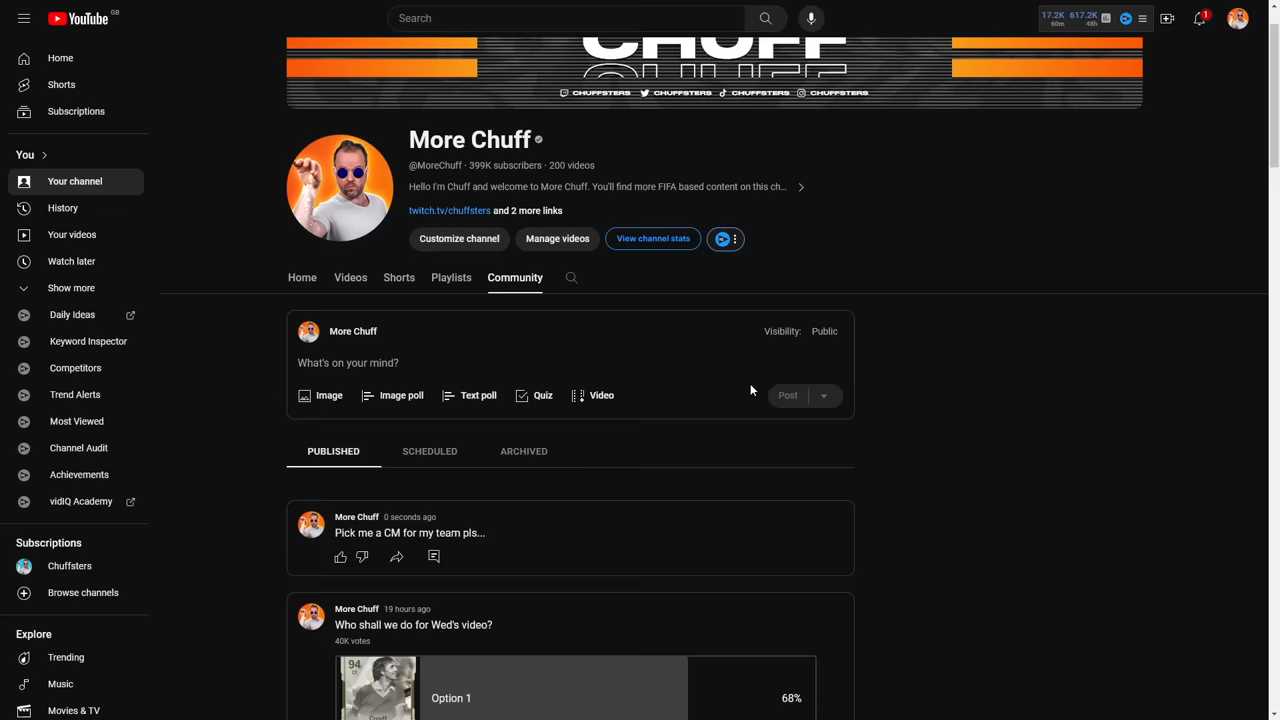 YouTube GB
Search
17.2K 60m 617.2K 48h
1
Home
Shorts
Subscriptions
You
Your channel
History
Your videos
Watch later
Show more
Daily Ideas
Keyword Inspector
Competitors
Trend Alerts
Most Viewed
Channel Audit
Achievements
vidIQ Academy
Subscriptions
Chuffsters
Browse channels
Explore
Trending
Music
Movies & TV
CHUFF
CHUFF
CHUFFSTERS CHUFFSTERS CHUFFSTERS CHUFFSTERS
More Chuff
@MoreChuff · 399K subscribers · 200 videos
Hello I'm Chuff and welcome to More Chuff. You'll find more FIFA based content on this ch...
twitch.tv/chuffsters and 2 more links
Customize channel Manage videos View channel stats
Home Videos Shorts Playlists Community
More Chuff Visibility: Public
What's on your mind?
Image Image poll Text poll Quiz Video Post
PUBLISHED SCHEDULED ARCHIVED
More Chuff 0 seconds ago
Pick me a CM for my team pls...
More Chuff 19 hours ago
Who shall we do for Wed's video?
40K votes
94
Option 1 68%